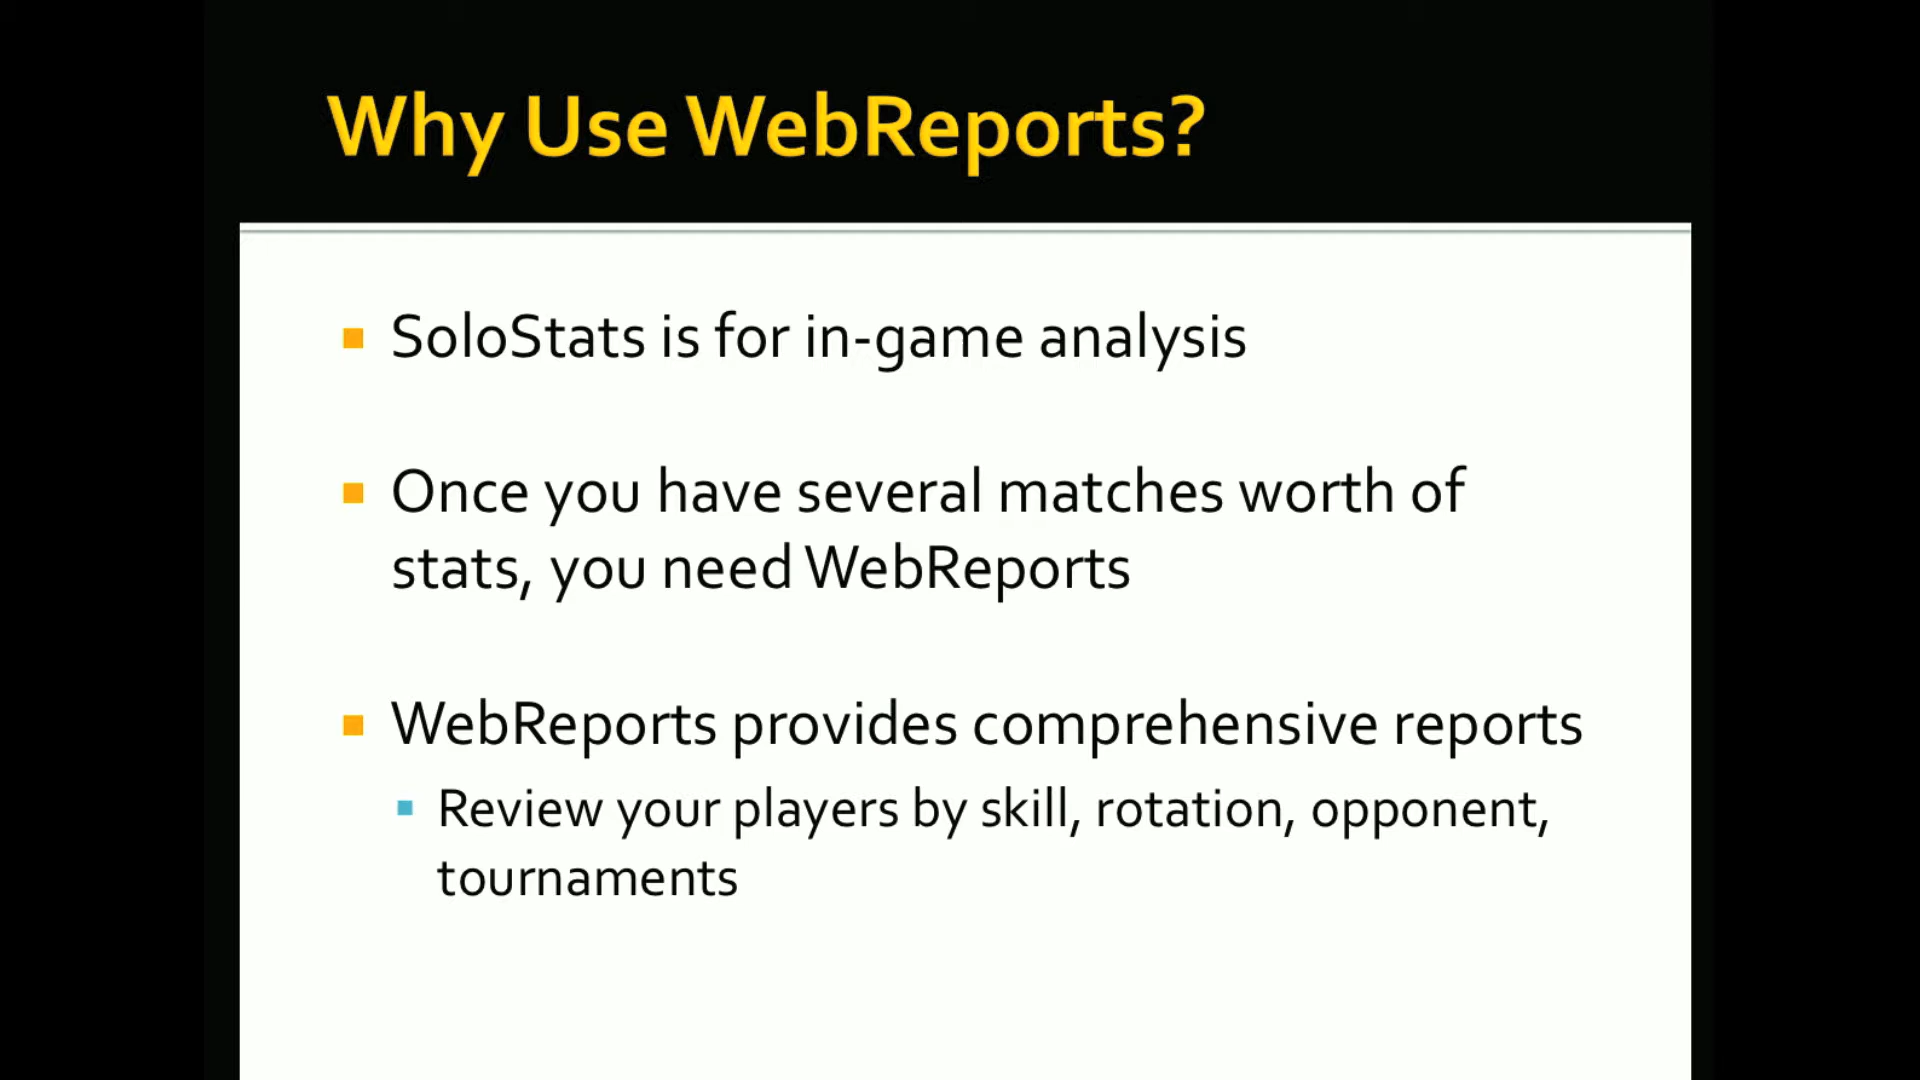 Why Use WebReports?
SoloStats is for in-game analysis
Once you have several matches worth of
stats, you need WebReports
WebReports provides comprehensive reports
Review your players by skill, rotation, opponent,
tournaments